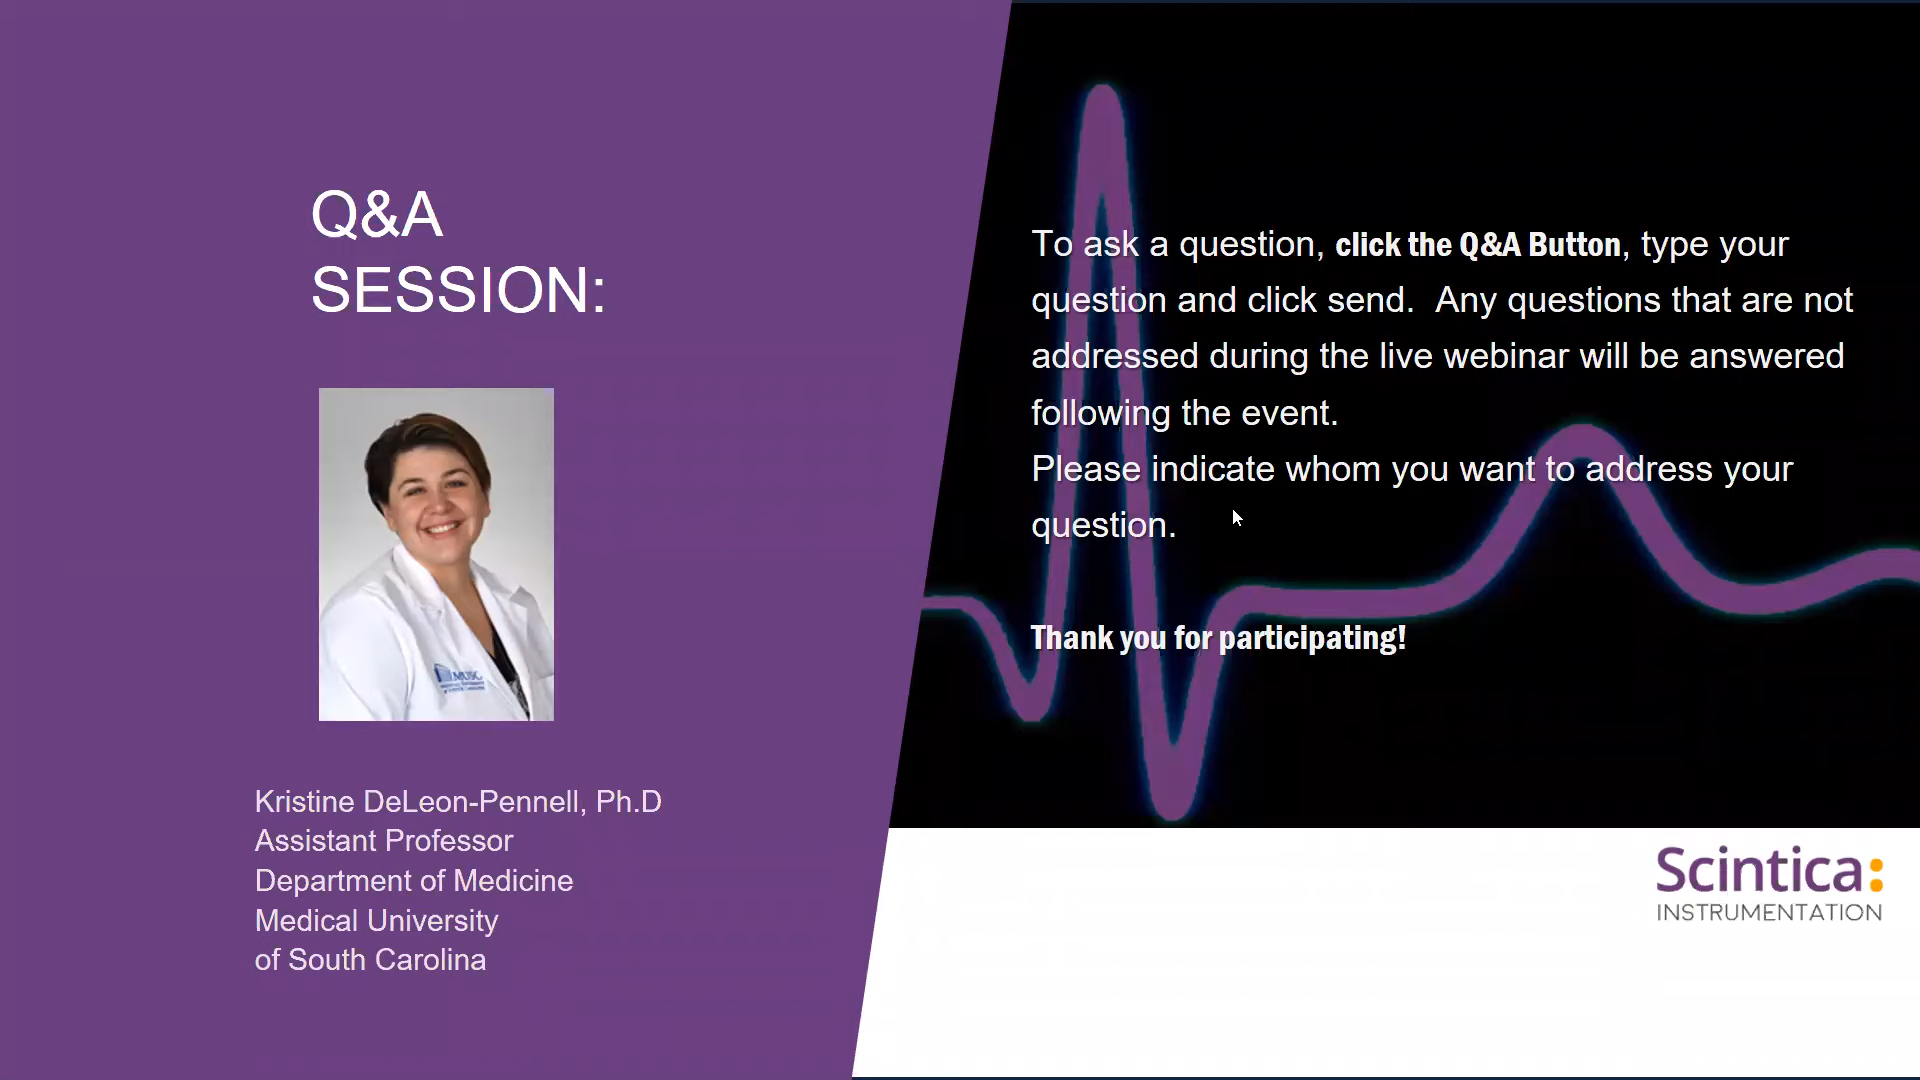 Q&A
SESSION:
MUSC
Kristine DeLeon-Pennell, Ph.D
Assistant Professor
Department of Medicine
Medical University
of South Carolina
To ask a question, click the Q&A Button, type your
question and click send.  Any questions that are not
addressed during the live webinar will be answered
following the event.
Please indicate whom you want to address your
question.
Thank you for participating!
Scintica:
INSTRUMENTATION